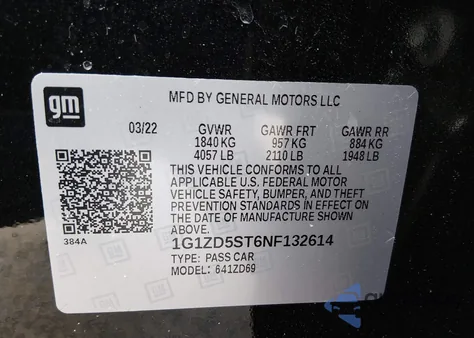 gm
MFD BY GENERAL MOTORS LLC
03/22 GVWR GAWR FRT GAWR RR
1840 KG 957 KG 884 KG
4057 LB 2110 LB 1948 LB
THIS VEHICLE CONFORMS TO ALL
APPLICABLE U.S. FEDERAL MOTOR
VEHICLE SAFETY, BUMPER, AND THEFT
PREVENTION STANDARDS IN EFFECT ON
THE DATE OF MANUFACTURE SHOWN
ABOVE.
384A
1G1ZD5ST6NF132614
TYPE: PASS CAR
MODEL: 641ZD69